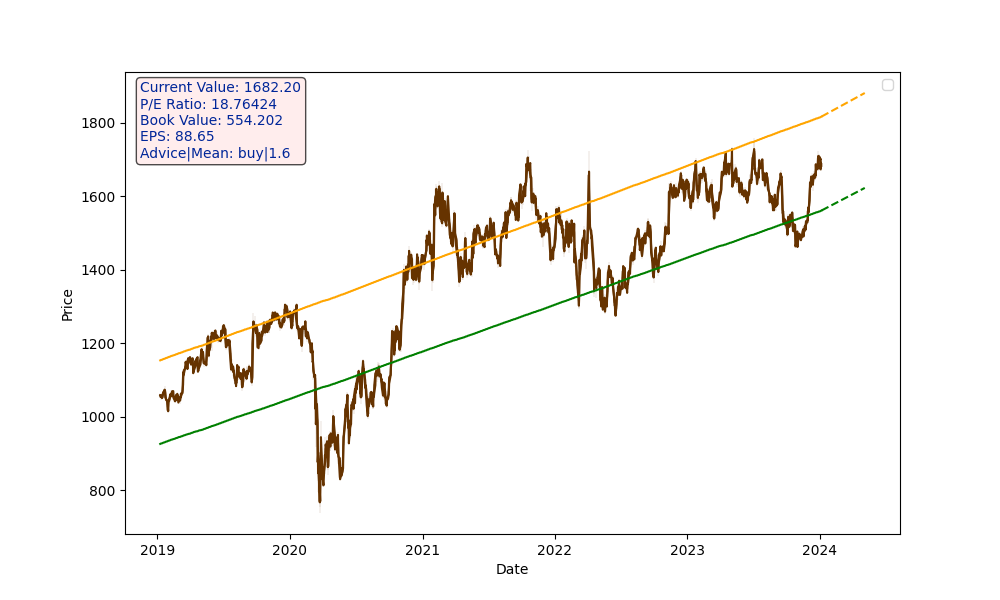 Current Value: 1682.20
P/E Ratio: 18.76424
Book Value: 554.202
EPS: 88.65
Advice|Mean: buy|1.6
1800
1600
1400
1200
1000
800
Price
2019 2020 2021 2022 2023 2024
Date